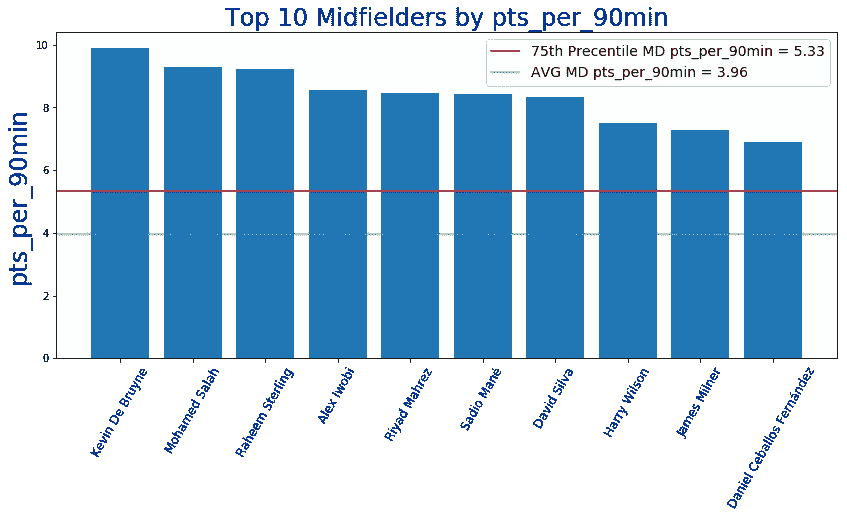 Top 10 Midfielders by pts_per_90min
75th Precentile MD pts_per_90min = 5.33
AVG MD pts_per_90min = 3.96
pts_per_90min
10
8
6
4
2
0
Kevin De Bruyne
Mohamed Salah
Raheem Sterling
Alex Iwobi
Riyad Mahrez
Sadio Mané
David Silva
Harry Wilson
James Milner
Daniel Ceballos Fernández